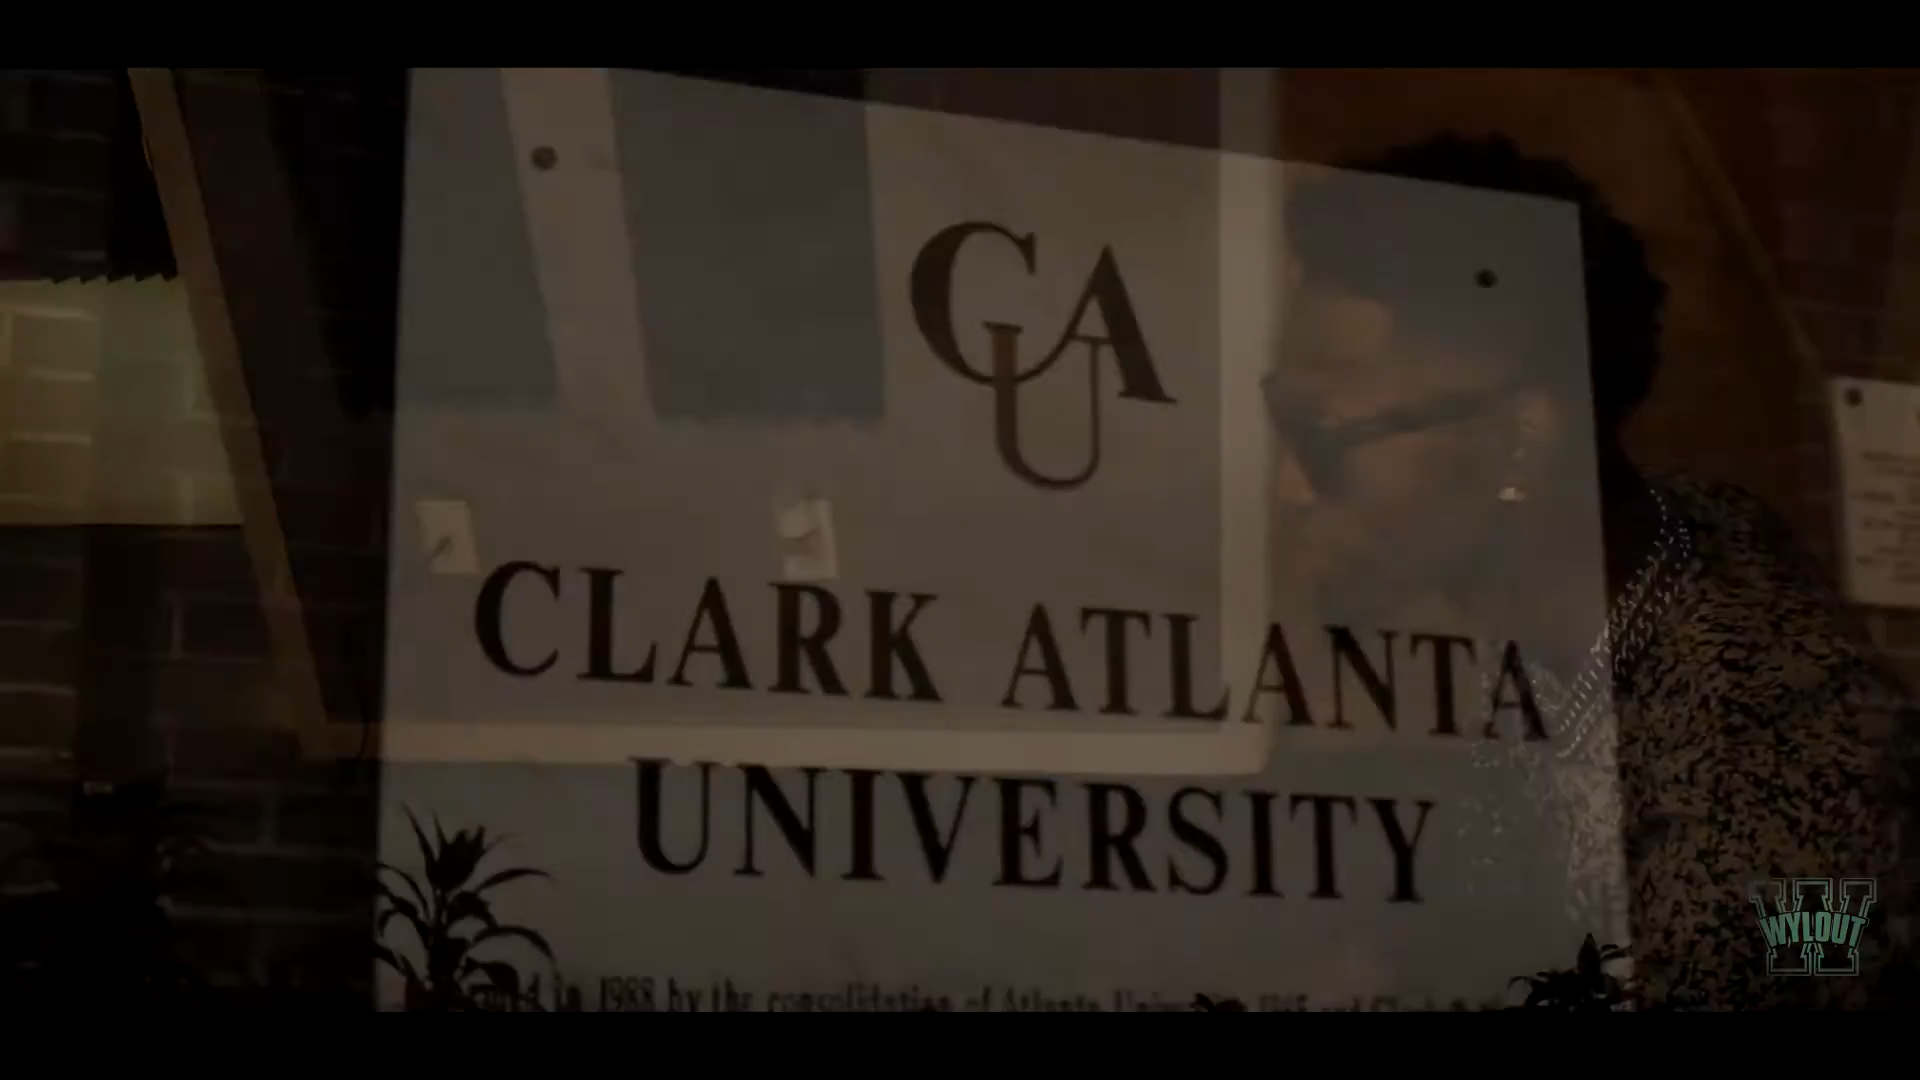 CAU
CLARK ATLANTA
UNIVERSITY
in 1988 by the consolidation of Atlanta
WYLOUT